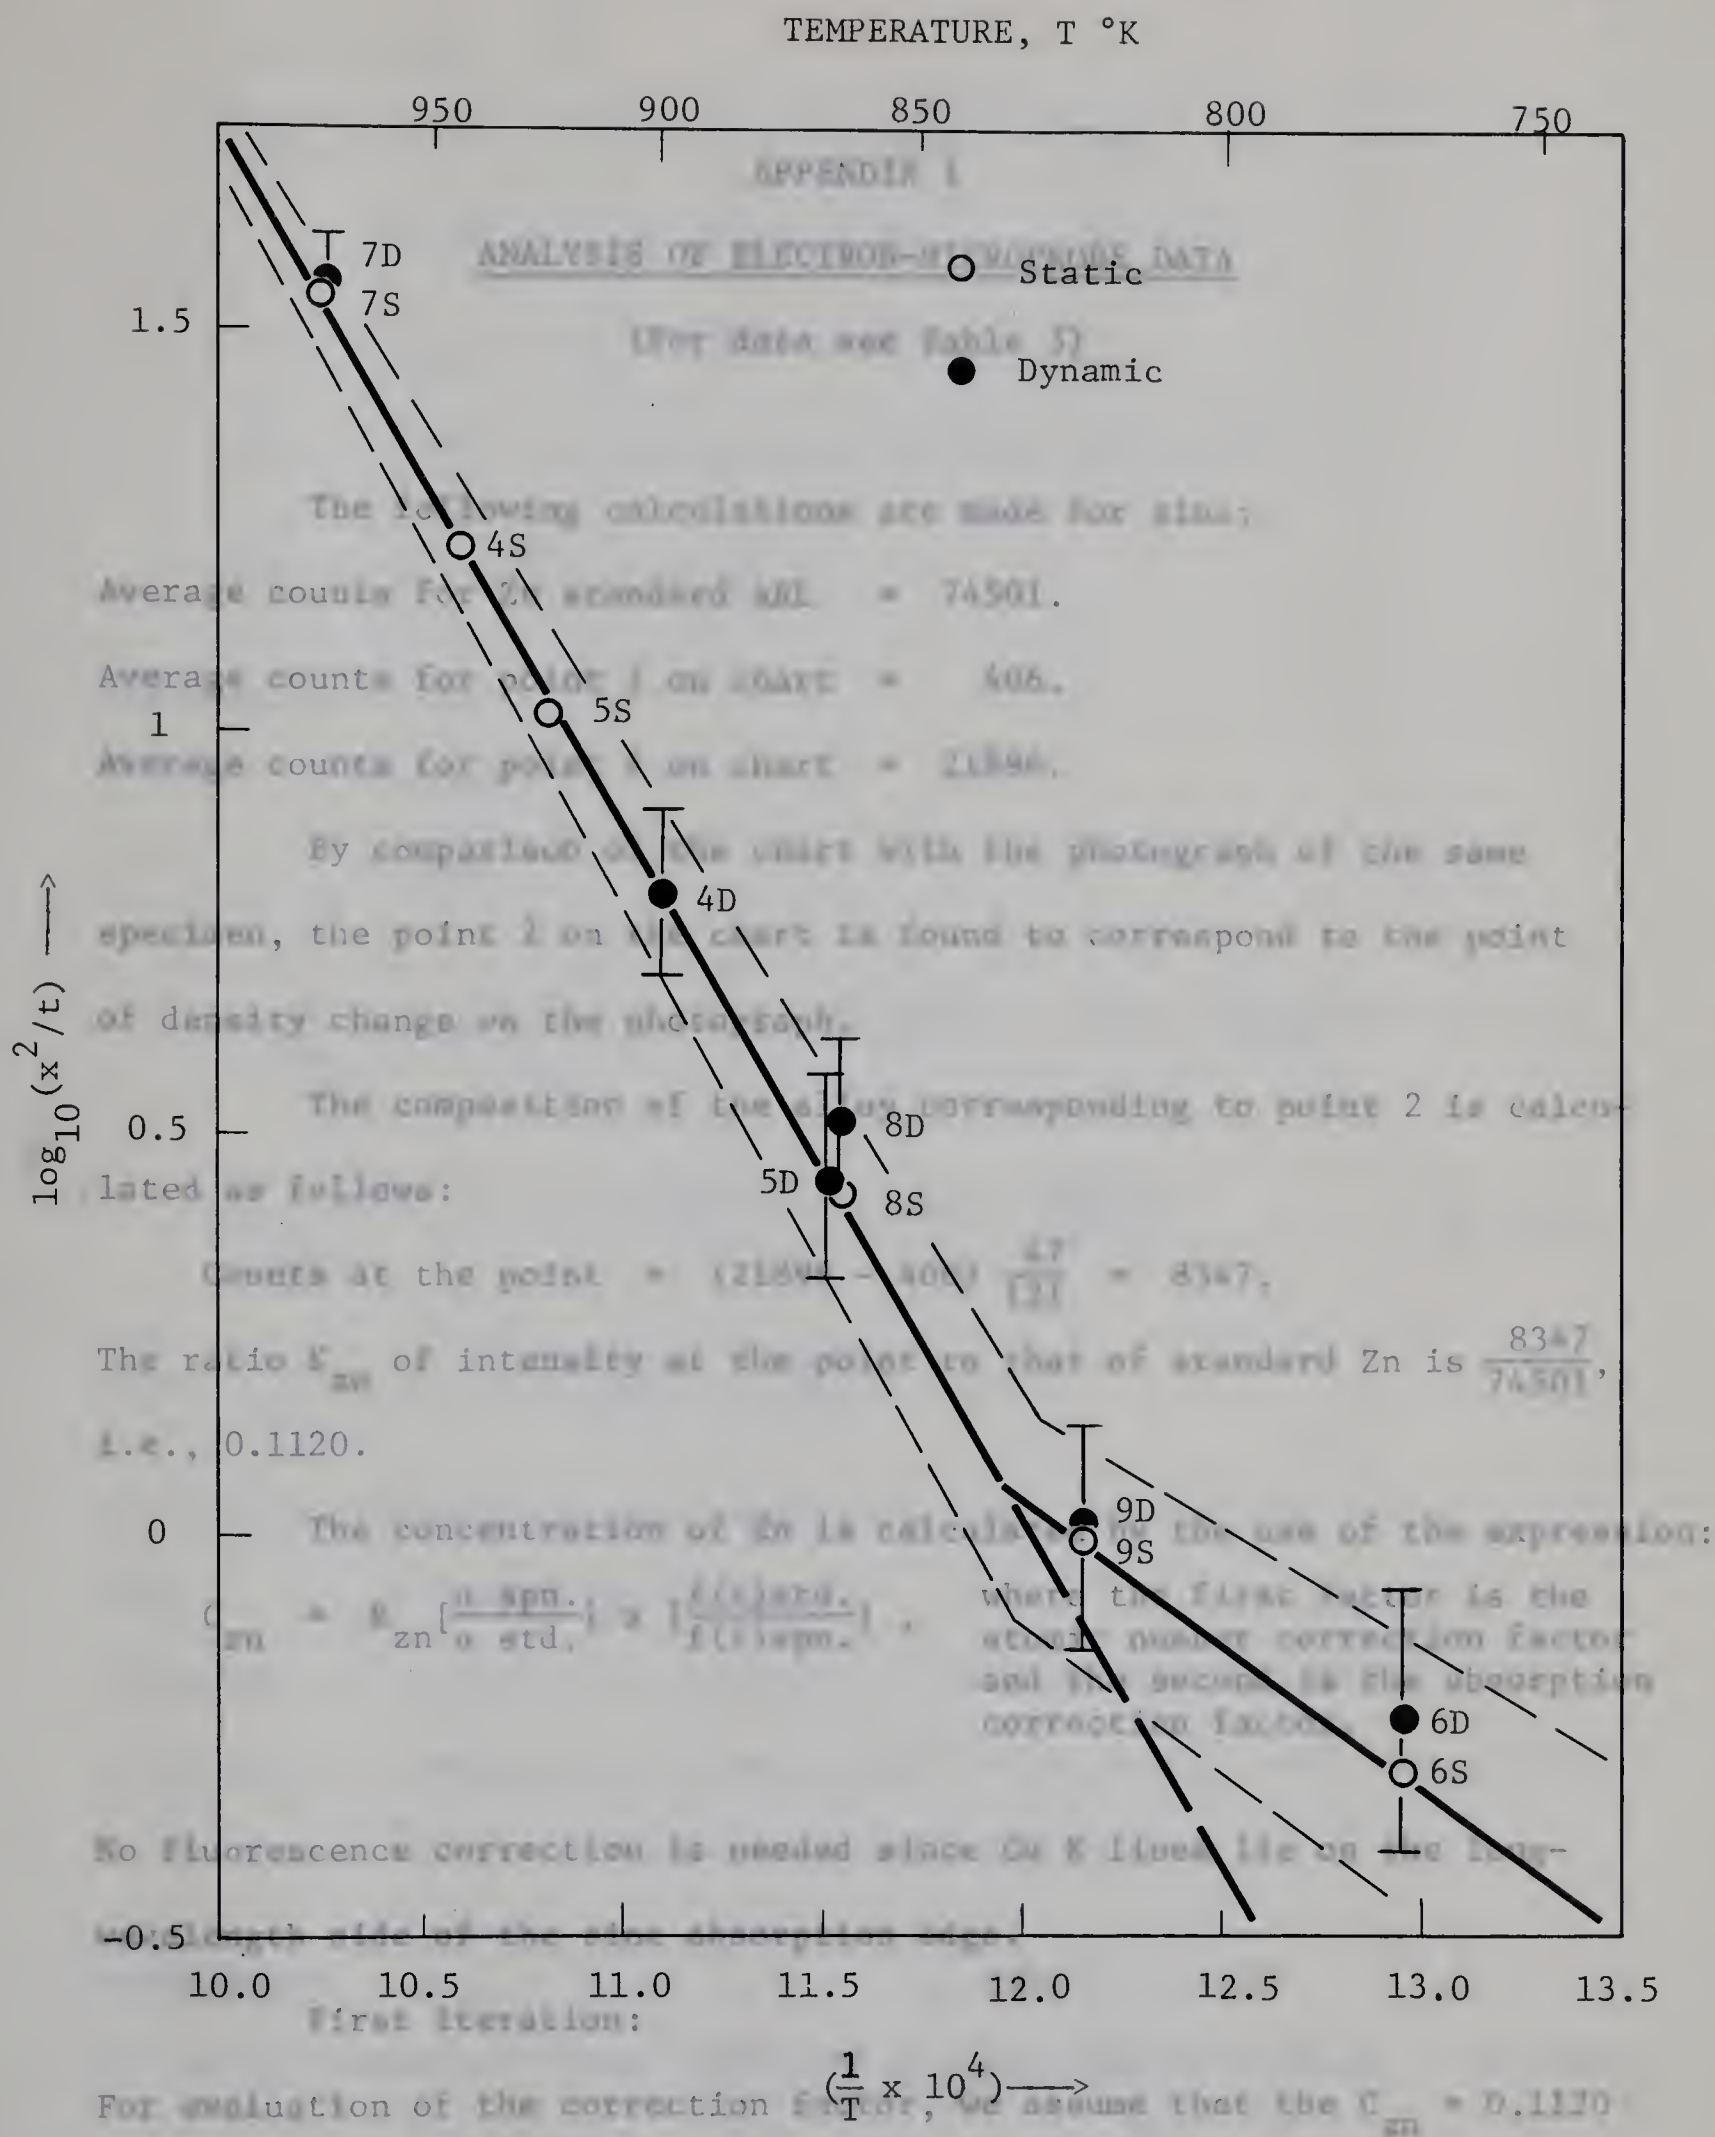 TEMPERATURE, T °K
950 900 850 800 750
APPENDIX I
ANALYSIS OF ELECTRON-MICROPROBE DATA
(For data see Table 3)
7D
7S
Static
Dynamic
1.5
The following calculations are made for zinc:
4S
Average counts for Zn standard = 74501.
Average counts for point 1 on chart = 406.
5S
1
Average counts for point on chart =
By comparison of the chart with the photograph of the same
4D
specimen, the point 2 on the chart is found to correspond to the point
of density change on the photograph.
log10(x²/t) ⟶
The composition of the alloy corresponding to point 2 is calcu-
0.5
8D
5D
8S
lated as follows:
Counts at the point = = 8347.
The ratio K zn of intensity at the point to that of standard Zn is 8347/74501,
i.e., 0.1120.
9D
9S
0
The concentration of Zn is calculated by the use of the expression:
where the first factor is the
atomic number correction factor
and the second is the absorption
correction factor.
6D
6S
No fluorescence correction is needed since Cu K lines lie on the long-
wavelength side of the zinc absorption edge.
-0.5
10.0 10.5 11.0 11.5 12.0 12.5 13.0 13.5
First iteration:
(1/T x 10⁴)⟶
For evaluation of the correction factor, we assume that the C zn = 0.1120